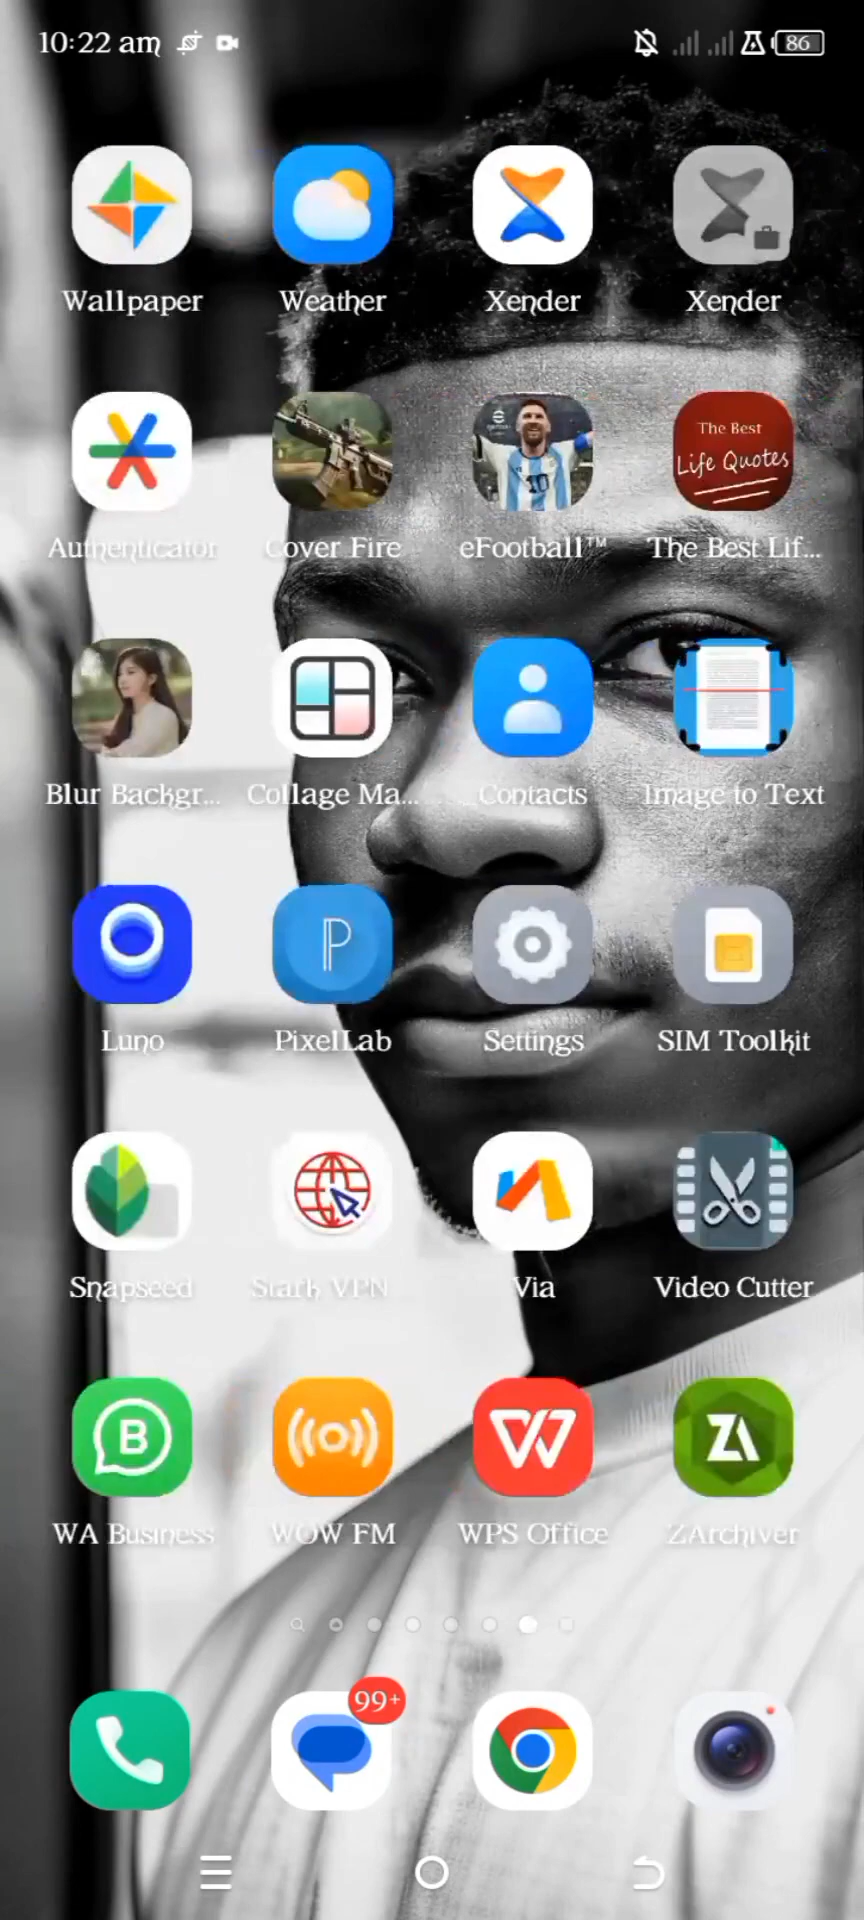 10:22 am
86
Wallpaper Weather Xender Xender
The Best
Life Quotes
10
Authenticator Cover Fire eFootball™ The Best Lif...
Blur Backgr... Collage Ma... Contacts Image to Text
P
Luno PixelLab Settings SIM Toolkit
Snapseed Stark VPN Via Video Cutter
B
W
ZA
WA Business WOW FM WPS Office ZArchiver
99+